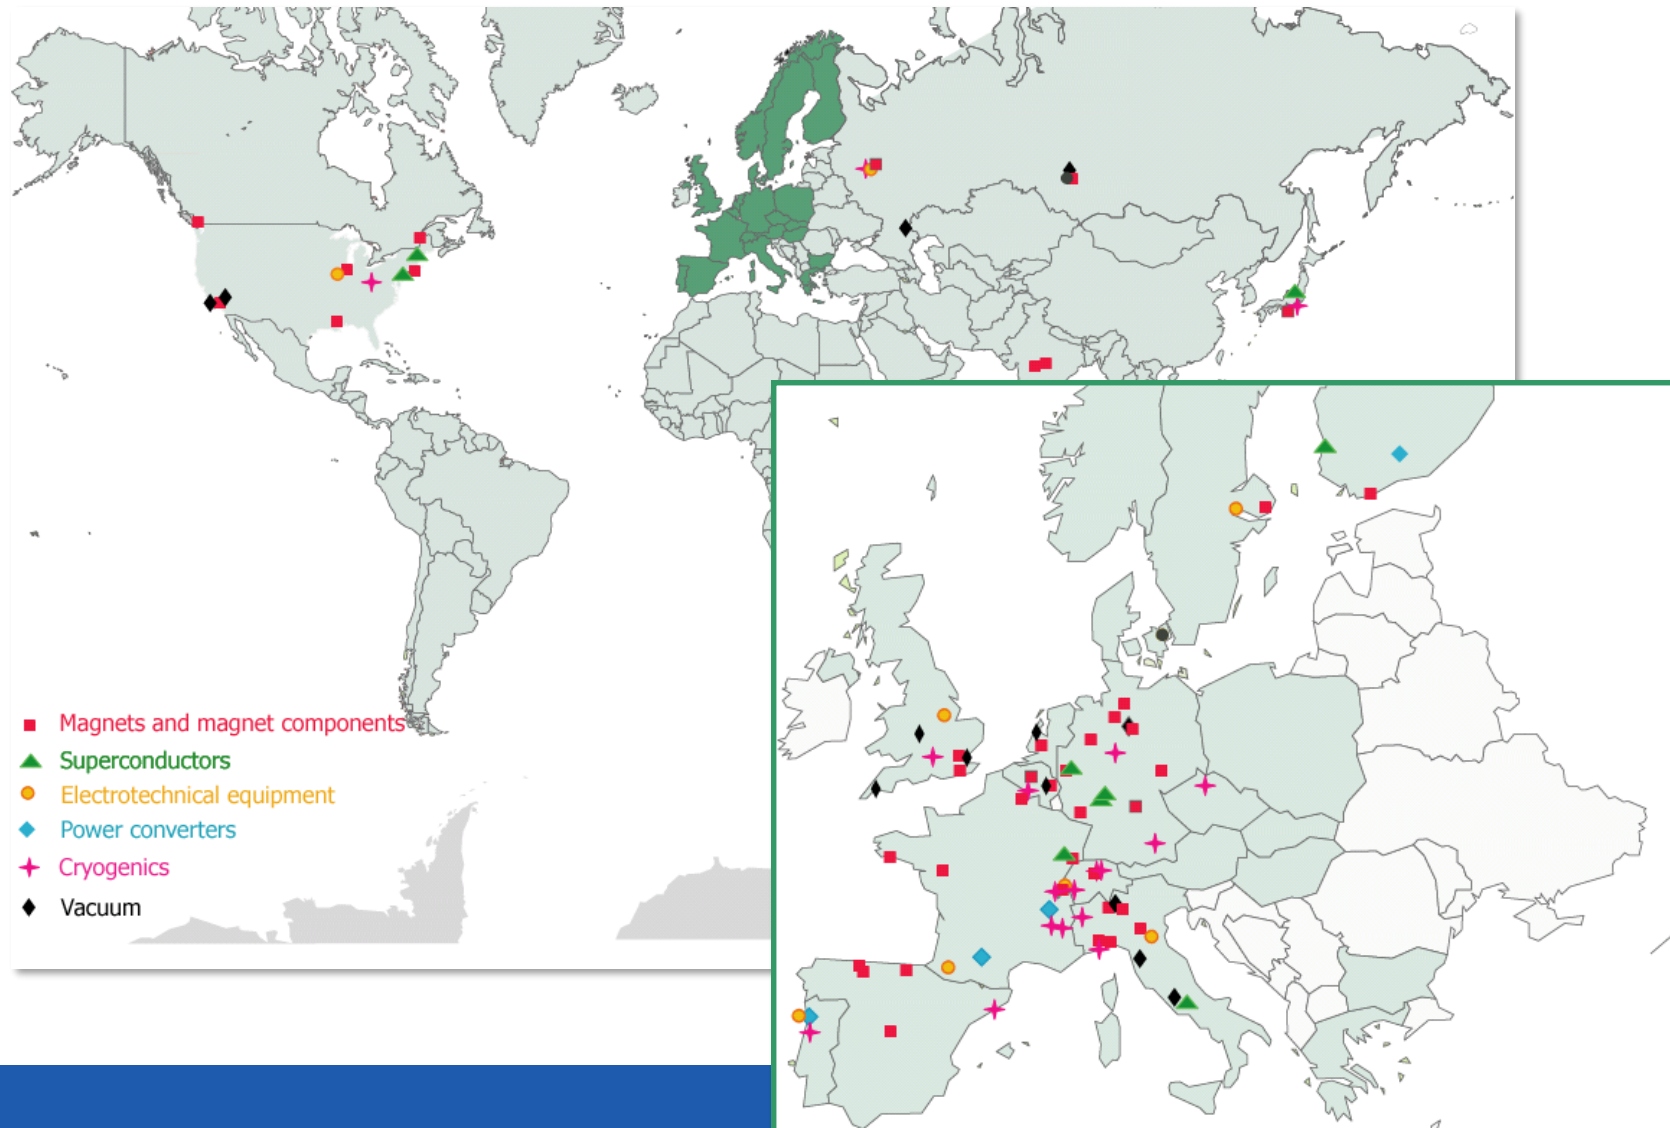 Magnets and magnet components
Superconductors
Electrotechnical equipment
Power converters
Cryogenics
Vacuum